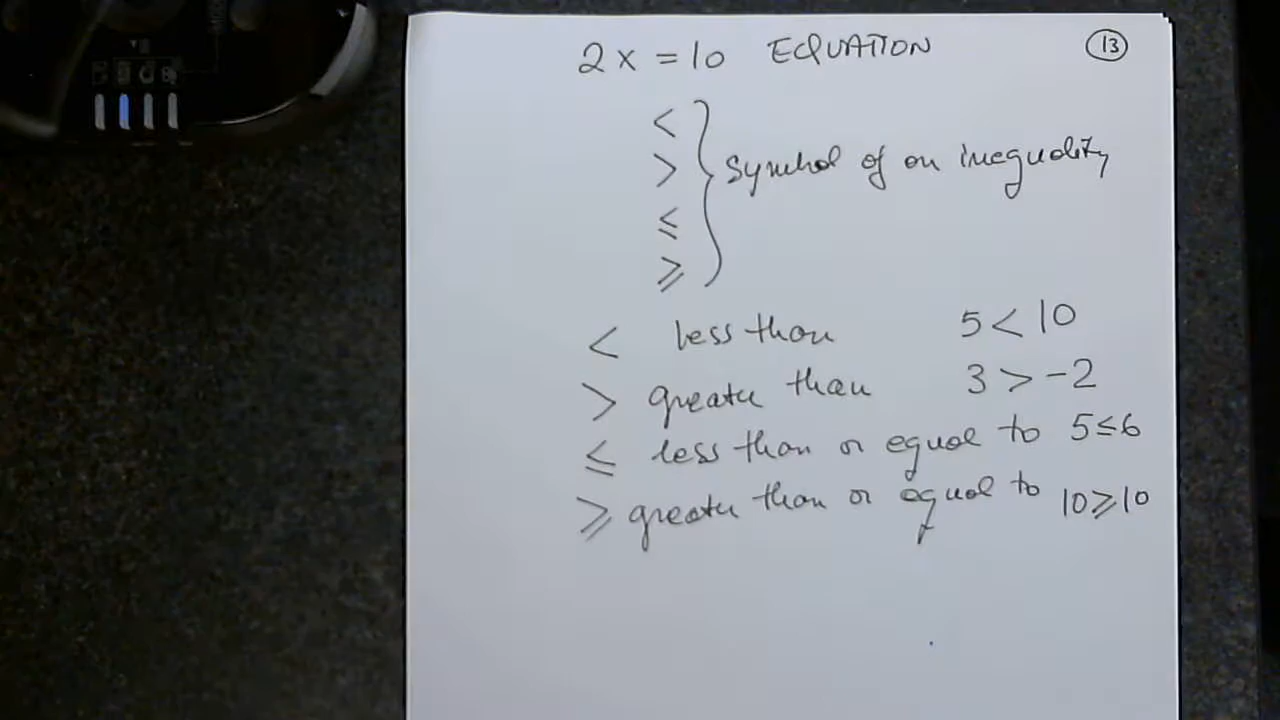 2x = 10 EQUATION 13
<
> symbol of an inequality
≤
≥
< less than 5 < 10
> greater than 3 > -2
≤ less than or equal to 5 ≤ 6
≥ greater than or equal to 10 ≥ 10